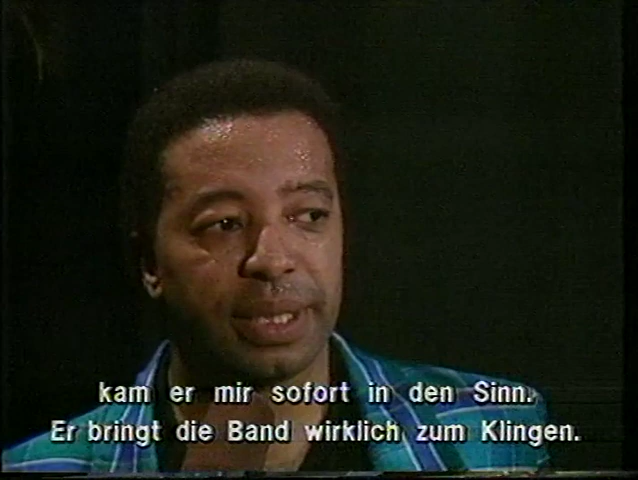 kam er mir sofort in den Sinn.
Er bringt die Band wirklich zum Klingen.